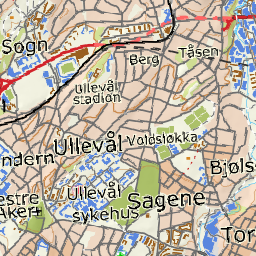 Sogn
Tåsen
Berg
Ullevål
stadion
Ullevål
Voldsløkka
ndern
Bjøls
Ullevål
sykehus
estre
Aker
Sagene
Tor